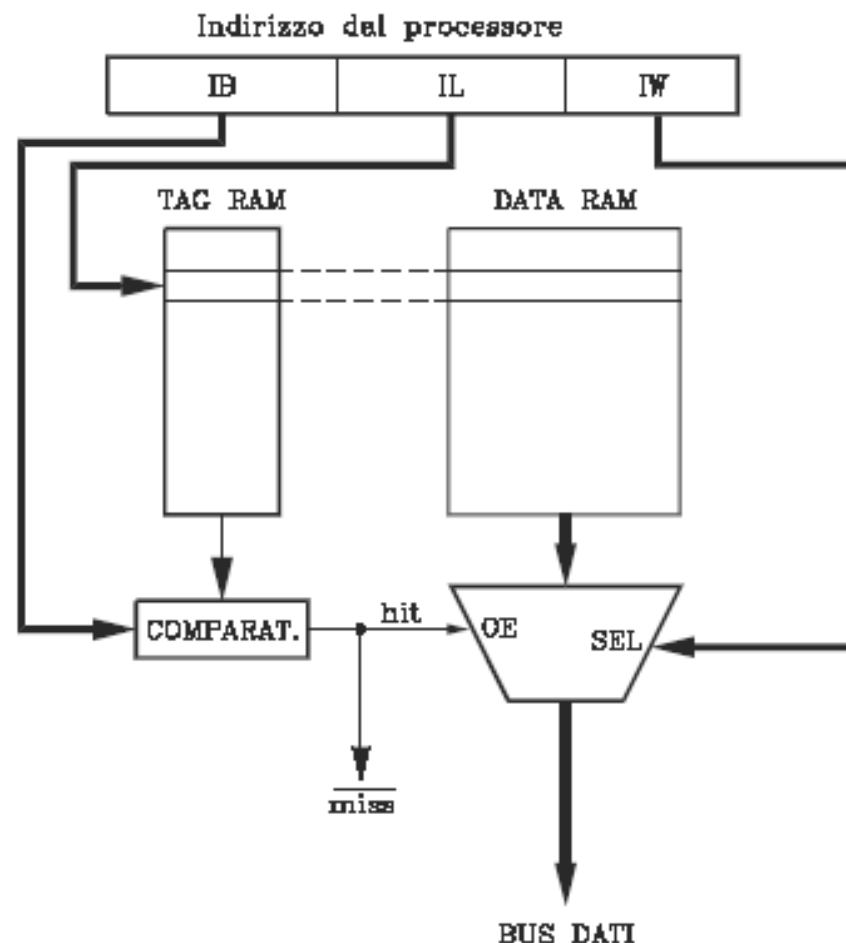 Indirizzo dal processore
IB IL IW
TAG RAM DATA RAM
COMPARAT. hit OE SEL
miss
BUS DATI